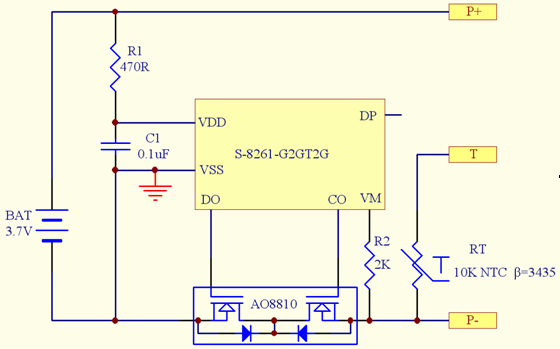 P+
R1
470R
DP
VDD
C1
0.1uF
S-8261-G2GT2G
T
VSS
DO
CO
VM
BAT
3.7V
R2
2K
RT
10K NTC β=3435
AO8810
P-